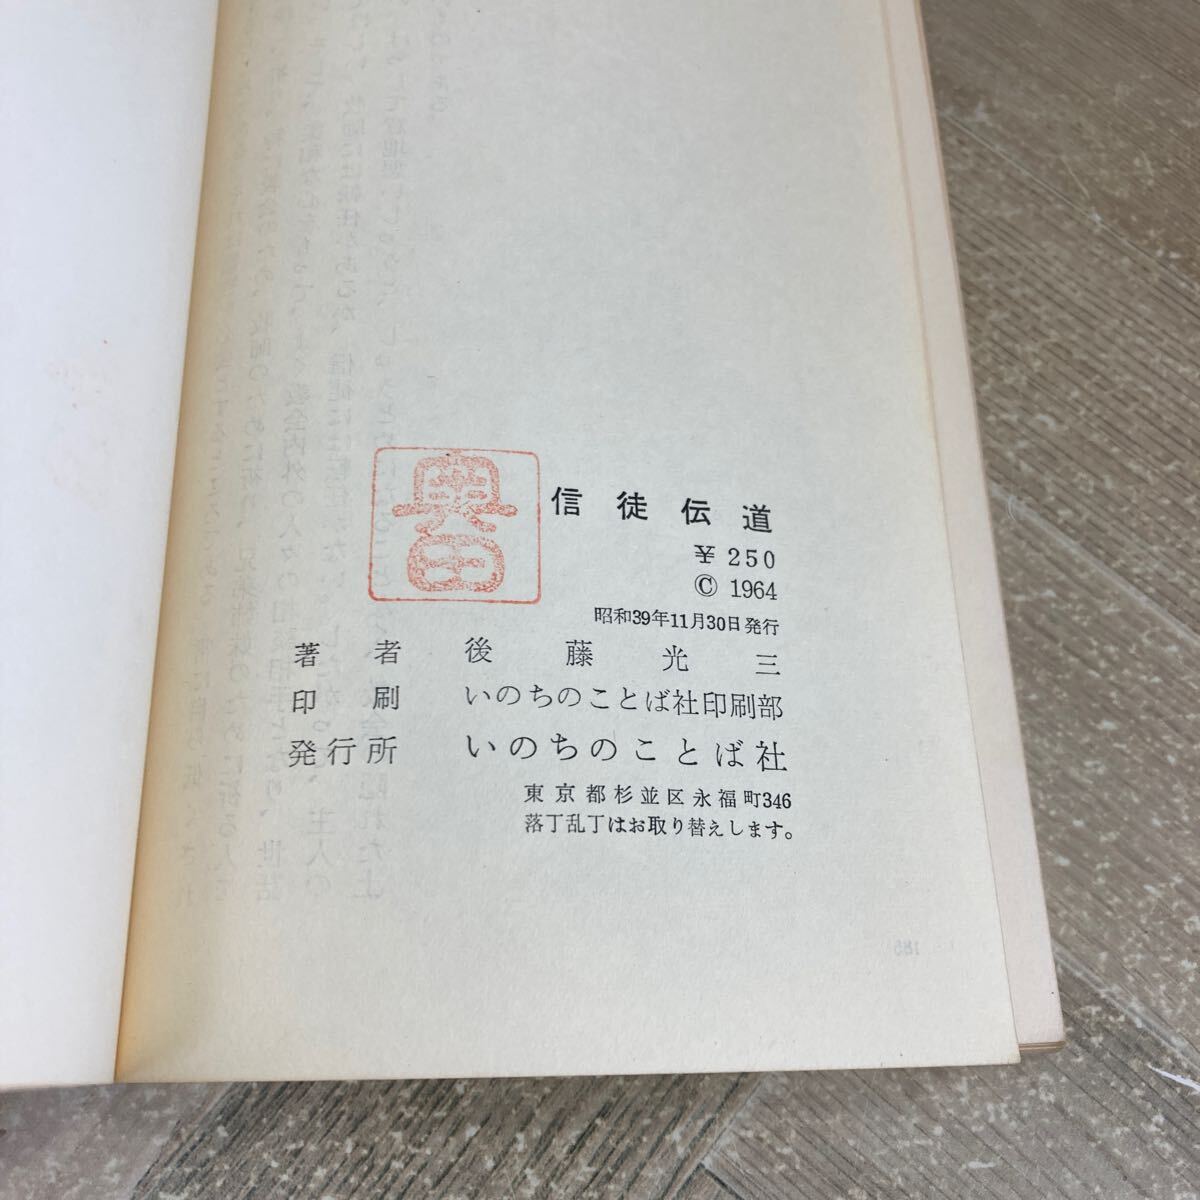 奥田
信徒伝道
¥250
© 1964
昭和39年11月30日発行
著者 後藤光三
印刷 いのちのことば社印刷部
発行所 いのちのことば社
東京都杉並区永福町346
落丁乱丁はお取り替えします。
185